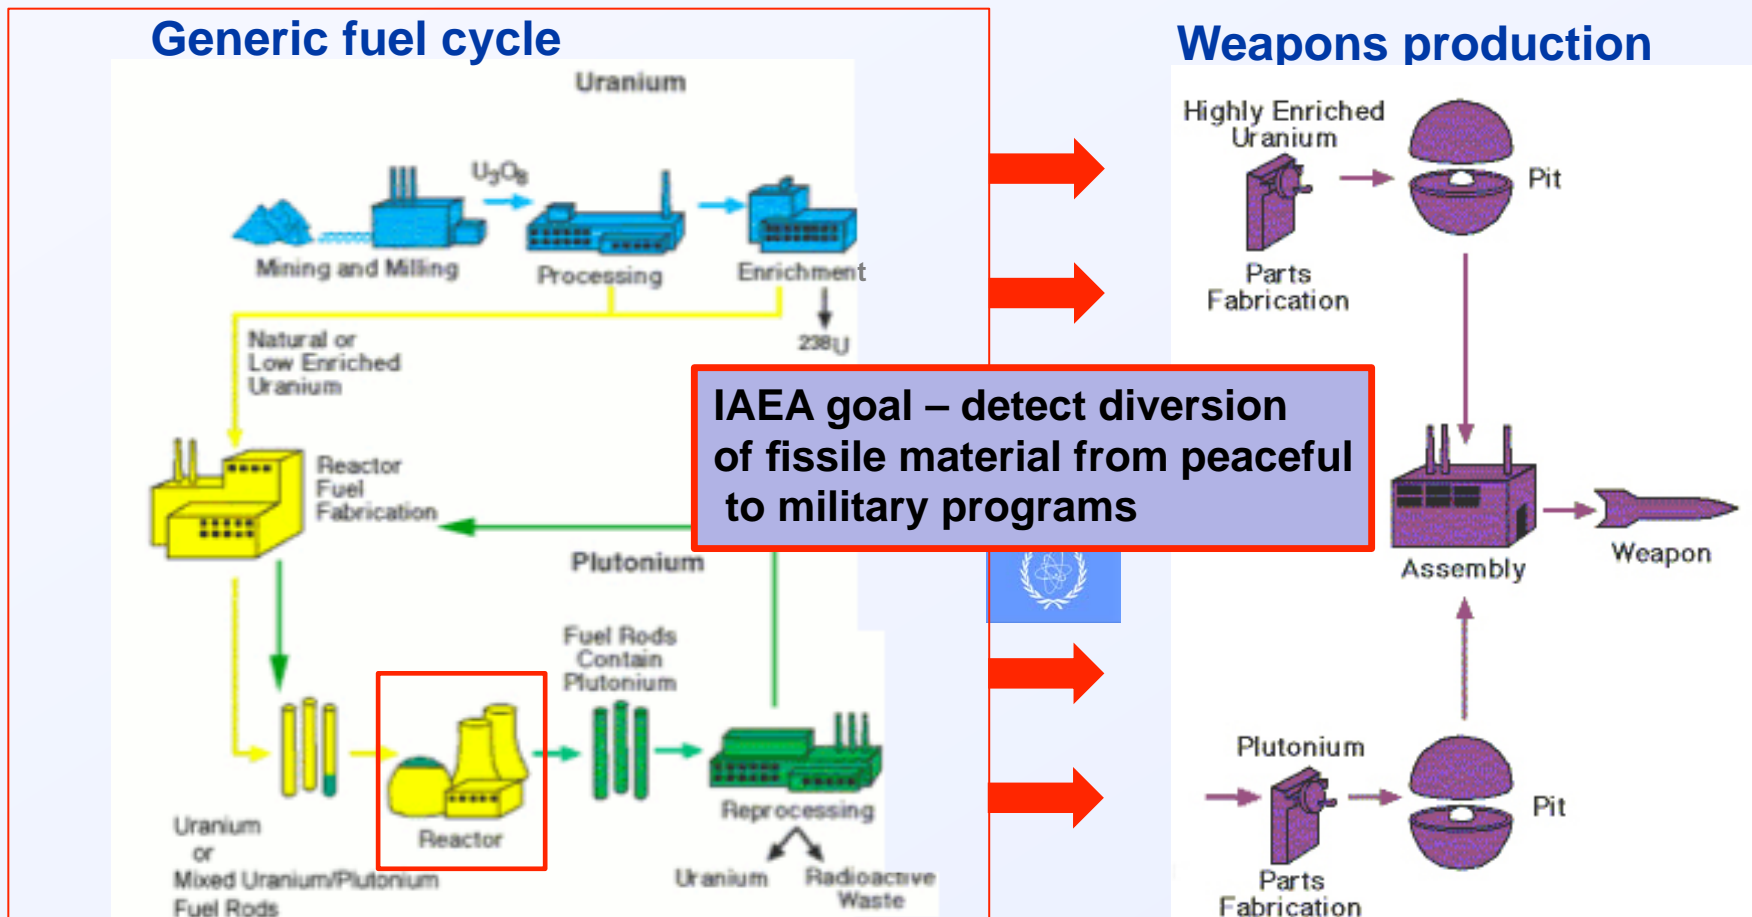 Generic fuel cycle
Uranium
U₃O₈
Mining and Milling
Processing
Enrichment
Natural or
Low Enriched
Uranium
238U
Reactor
Fuel
Fabrication
Plutonium
Fuel Rods
Contain
Plutonium
Uranium
or
Mixed Uranium/Plutonium
Fuel Rods
Reactor
Reprocessing
Uranium
Radioactive
Waste
IAEA goal – detect diversion
of fissile material from peaceful
to military programs
Weapons production
Highly Enriched
Uranium
Pit
Parts
Fabrication
Assembly
Weapon
Plutonium
Pit
Parts
Fabrication